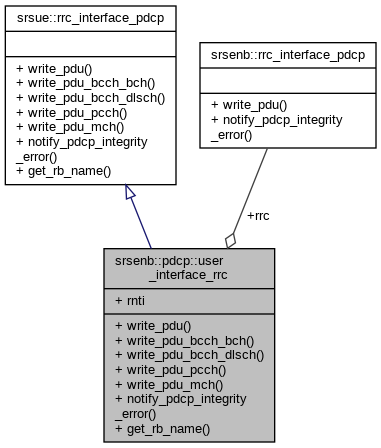 srsue::rrc_interface_pdcp
+ write_pdu()
+ write_pdu_bcch_bch()
+ write_pdu_bcch_dlsch()
+ write_pdu_pcch()
+ write_pdu_mch()
+ notify_pdcp_integrity
_error()
+ get_rb_name()
srsenb::rrc_interface_pdcp
+ write_pdu()
+ notify_pdcp_integrity
_error()
+rrc
srsenb::pdcp::user
_interface_rrc
+ rnti
+ write_pdu()
+ write_pdu_bcch_bch()
+ write_pdu_bcch_dlsch()
+ write_pdu_pcch()
+ write_pdu_mch()
+ notify_pdcp_integrity
_error()
+ get_rb_name()